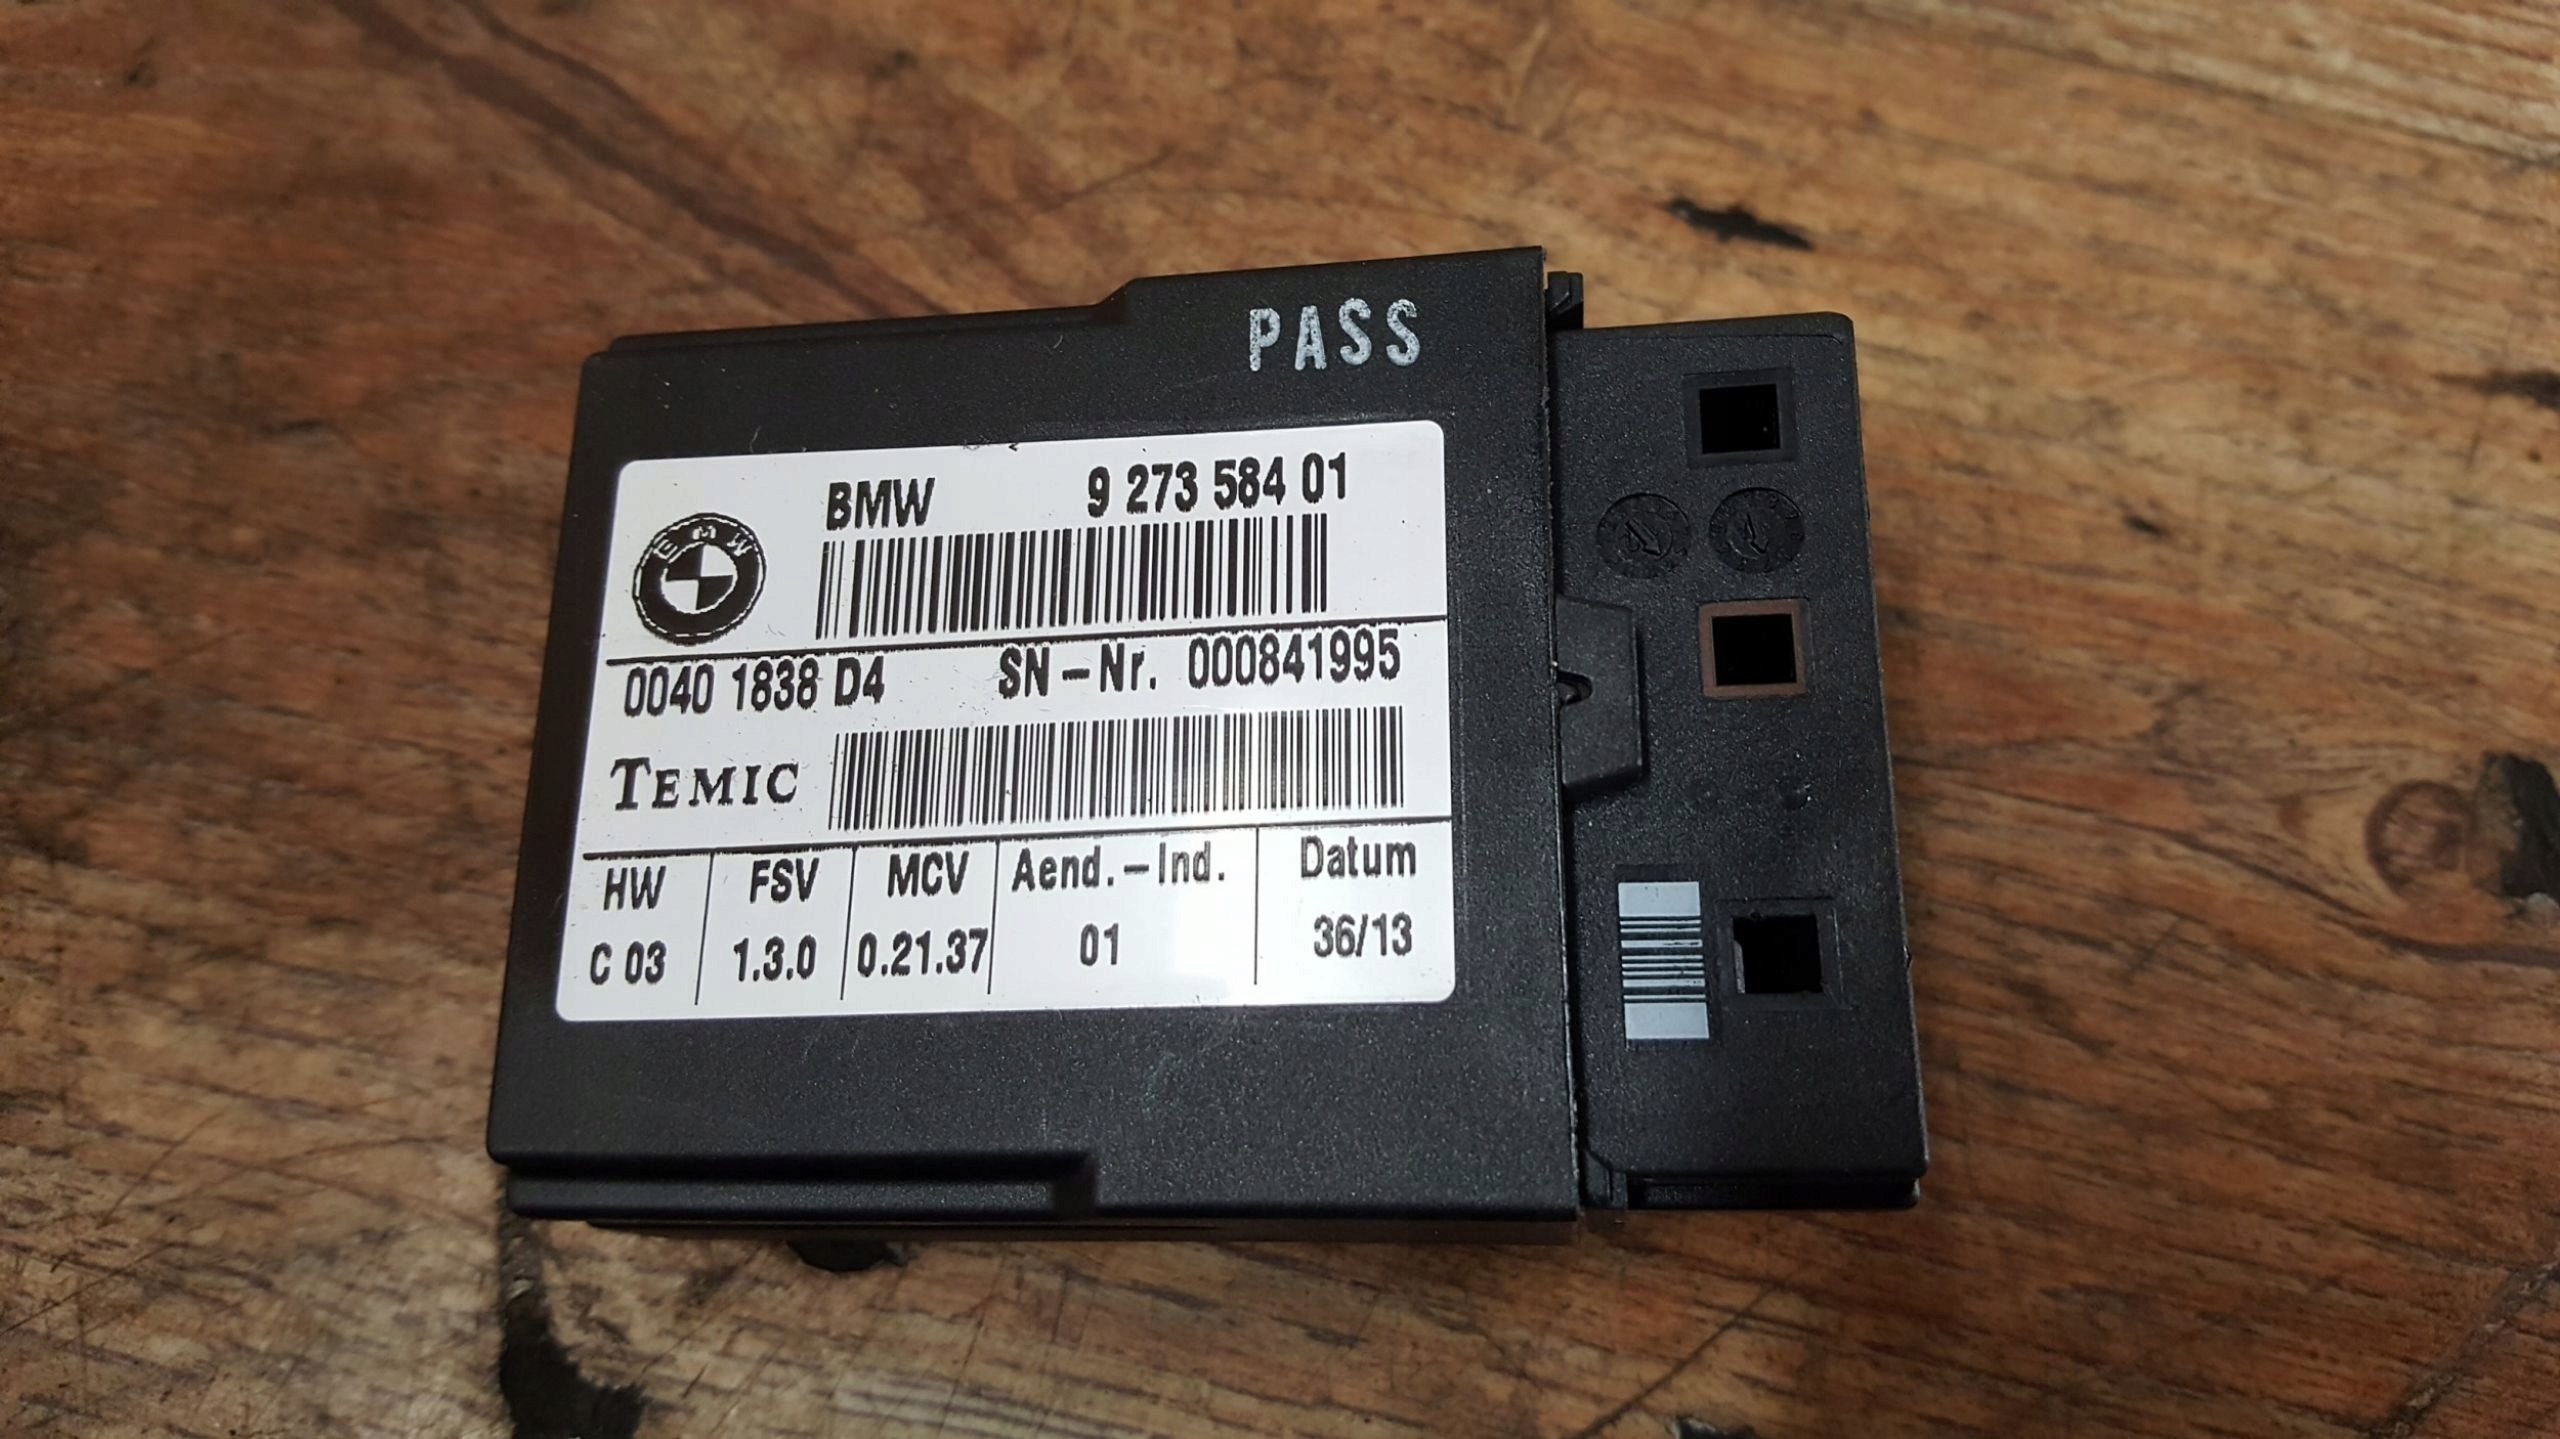 PASS
BMW 9 273 584 01
BMW
0040 1838 D4 SN-Nr. 000841995
TEMIC
HW FSV MCV Aend.-Ind. Datum
C 03 1.3.0 0.21.37 01 36/13